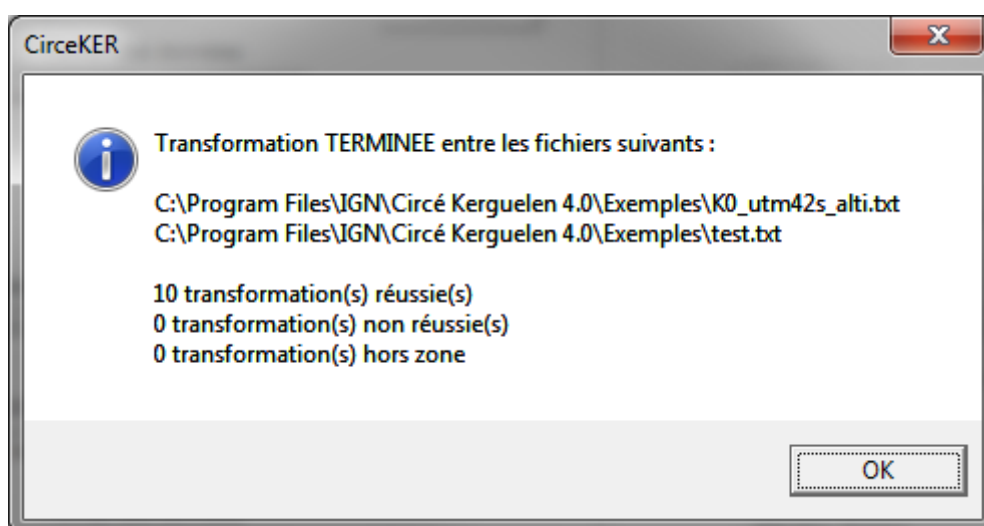 CirceKER
Transformation TERMINEE entre les fichiers suivants :
C:\Program Files\IGN\Circé Kerguelen 4.0\Exemples\K0_utm42s_alti.txt
C:\Program Files\IGN\Circé Kerguelen 4.0\Exemples\test.txt
10 transformation(s) réussie(s)
0 transformation(s) non réussie(s)
0 transformation(s) hors zone
OK